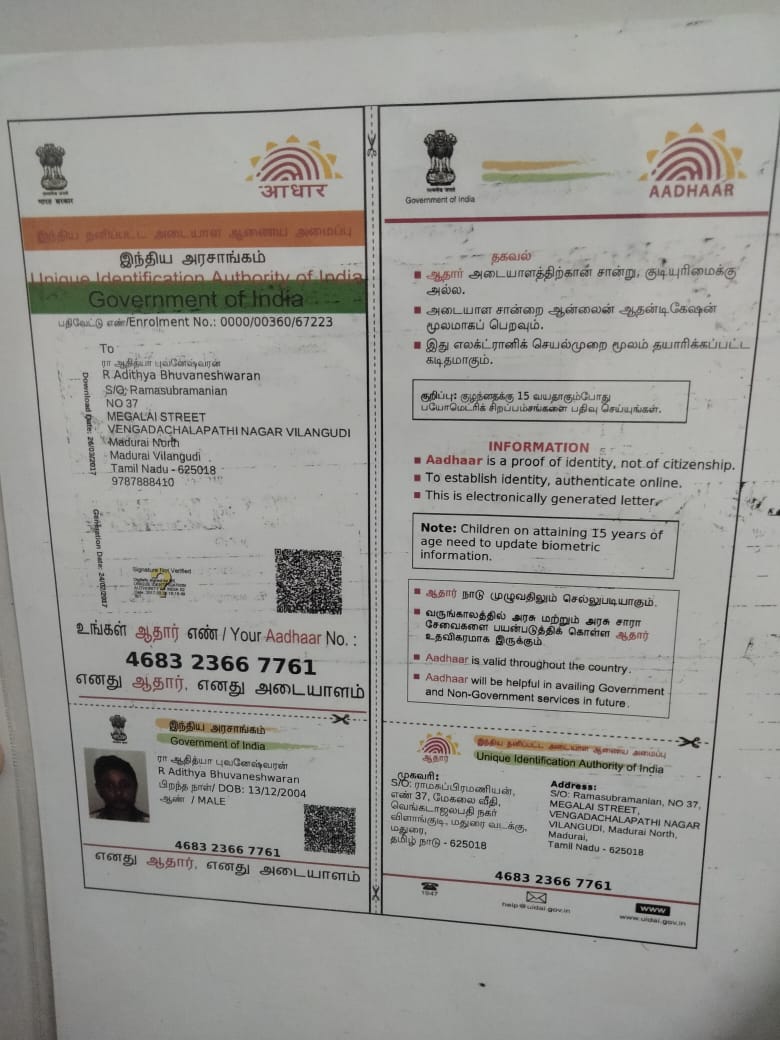 भारत सरकार
आधार
இந்திய தனிப்பட்ட அடையாள ஆணைய அமைப்பு
இந்திய அரசாங்கம்
Unique Identification Authority of India
Government of India
பதிவேட்டு எண்/Enrolment No.: 0000/00360/67223
To
ரா ஆதித்யா புவனேஷ்வரன்
R Adithya Bhuvaneshwaran
S/O: Ramasubramanian
NO 37
MEGALAI STREET
VENGADACHALAPATHI NAGAR VILANGUDI
Madurai North
Madurai Vilangudi
Tamil Nadu - 625018
9787888410
Download Date: 26/03/2017
Generation Date: 24/02/2017
Signature Not Verified
உங்கள் ஆதார் எண் / Your Aadhaar No. :
4683 2366 7761
எனது ஆதார், எனது அடையாளம்
இந்திய அரசாங்கம்
Government of India
ரா ஆதித்யா புவனேஷ்வரன்
R Adithya Bhuvaneshwaran
பிறந்த நாள்/ DOB: 13/12/2004
ஆண் / MALE
4683 2366 7761
எனது ஆதார், எனது அடையாளம்
Government of India
AADHAAR
தகவல்
ஆதார் அடையாளத்திற்கான சான்று, குடியுரிமைக்கு
அல்ல.
அடையாள சான்றை ஆன்லைன் ஆதன்டிகேஷன்
மூலமாகப் பெறவும்.
இது எலக்ட்ரானிக் செயல்முறை மூலம் தயாரிக்கப்பட்ட
கடிதமாகும்.
குறிப்பு: குழந்தைக்கு 15 வயதாகும்போது
பயோமெட்ரிக் சிறப்பம்சங்களை பதிவு செய்யுங்கள்.
INFORMATION
Aadhaar is a proof of identity, not of citizenship.
To establish identity, authenticate online.
This is electronically generated letter.
Note: Children on attaining 15 years of
age need to update biometric
information.
ஆதார் நாடு முழுவதிலும் செல்லுபடியாகும்.
வருங்காலத்தில் அரசு மற்றும் அரசு சாரா
சேவைகளை பயன்படுத்திக் கொள்ள ஆதார்
உதவிகரமாக இருக்கும்.
Aadhaar is valid throughout the country.
Aadhaar will be helpful in availing Government
and Non-Government services in future.
ஆதார்
இந்திய தனிப்பட்ட அடையாள ஆணைய அமைப்பு
Unique Identification Authority of India
முகவரி:
S/O: ராமசுப்பிரமணியன்,
எண் 37, மேகலை வீதி,
வெங்கடாஜலபதி நகர்
விளாங்குடி, மதுரை வடக்கு,
மதுரை,
தமிழ் நாடு - 625018
Address:
S/O: Ramasubramanian, NO 37,
MEGALAI STREET,
VENGADACHALAPATHI NAGAR
VILANGUDI, Madurai North,
Madurai,
Tamil Nadu - 625018
4683 2366 7761
1947
help@uidai.gov.in
www
www.uidai.gov.in